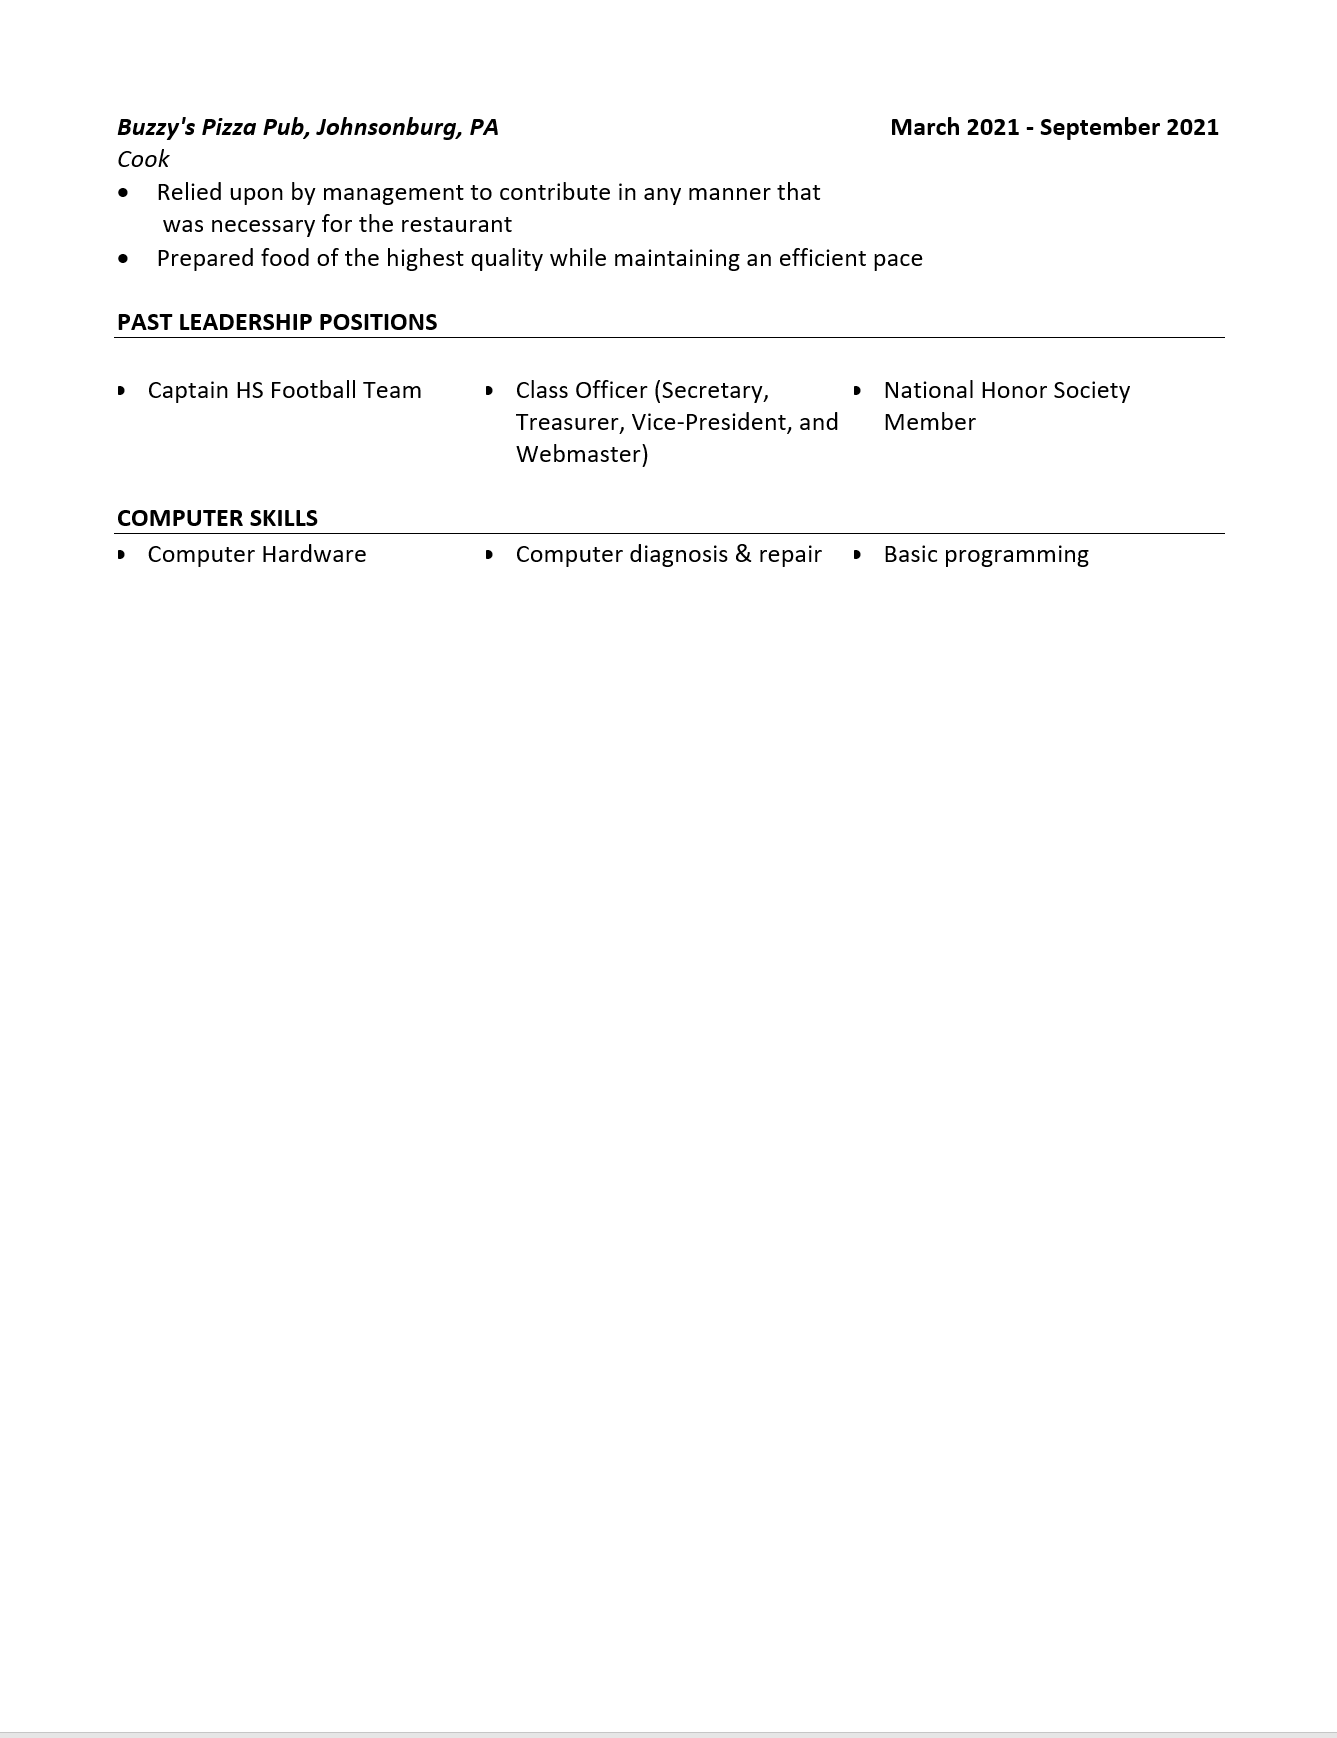 Buzzy's Pizza Pub, Johnsonburg, PA March 2021 - September 2021
Cook
• Relied upon by management to contribute in any manner that
was necessary for the restaurant
• Prepared food of the highest quality while maintaining an efficient pace
PAST LEADERSHIP POSITIONS
• Captain HS Football Team
• Class Officer (Secretary,
Treasurer, Vice-President, and
Webmaster)
• National Honor Society
Member
COMPUTER SKILLS
• Computer Hardware
• Computer diagnosis & repair
• Basic programming